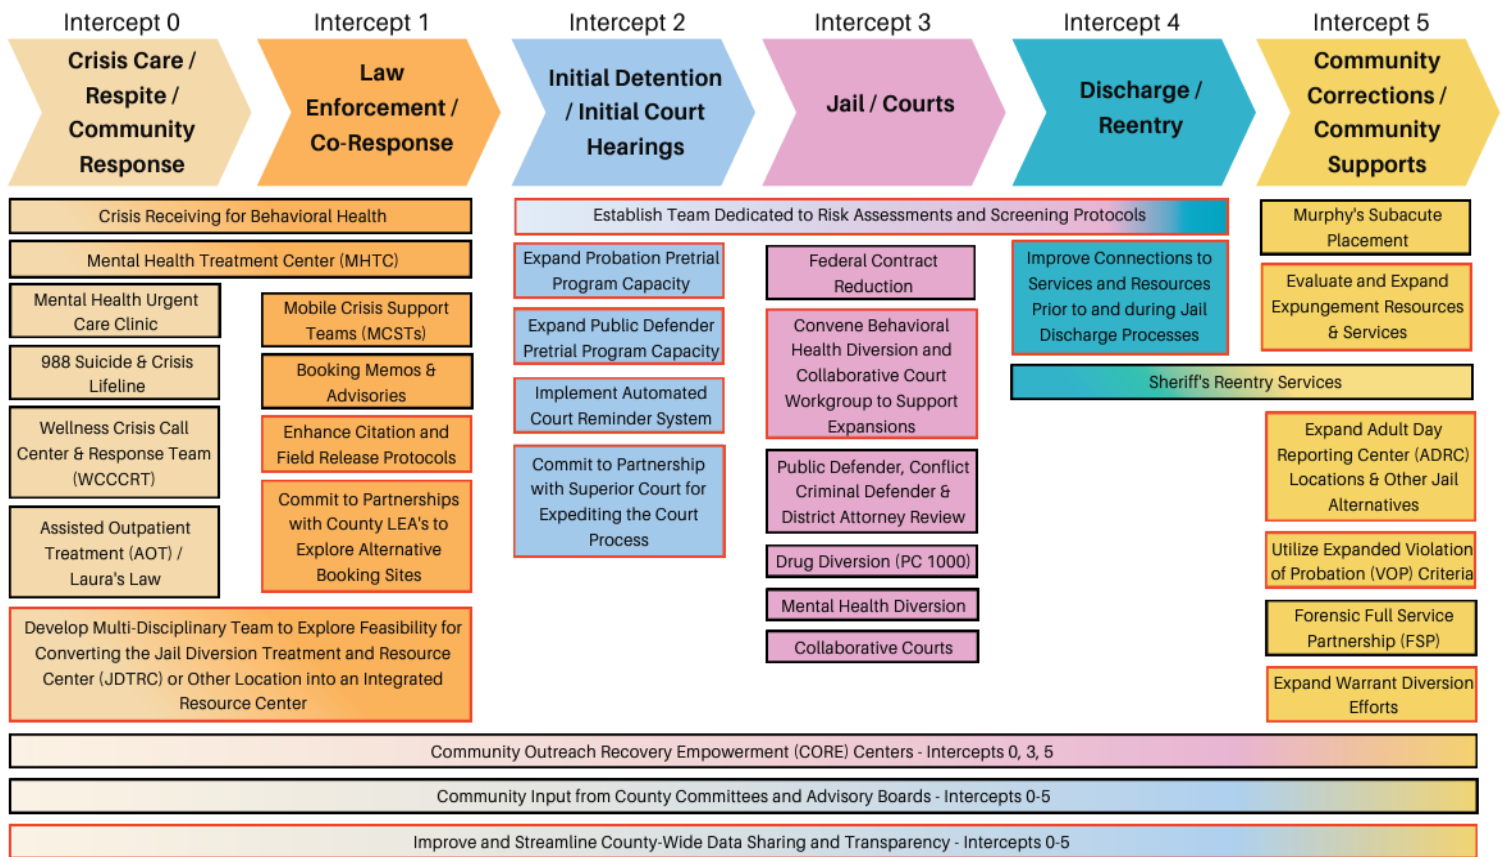 Intercept 0
Crisis Care /
Respite /
Community
Response
Intercept 1
Law
Enforcement /
Co-Response
Intercept 2
Initial Detention
/ Initial Court
Hearings
Intercept 3
Jail / Courts
Intercept 4
Discharge /
Reentry
Intercept 5
Community
Corrections /
Community
Supports
Crisis Receiving for Behavioral Health
Mental Health Treatment Center (MHTC)
Mental Health Urgent
Care Clinic
988 Suicide & Crisis
Lifeline
Wellness Crisis Call
Center & Response Team
(WCCCRT)
Assisted Outpatient
Treatment (AOT) /
Laura's Law
Mobile Crisis Support
Teams (MCSTs)
Booking Memos &
Advisories
Enhance Citation and
Field Release Protocols
Commit to Partnerships
with County LEA's to
Explore Alternative
Booking Sites
Develop Multi-Disciplinary Team to Explore Feasibility for
Converting the Jail Diversion Treatment and Resource
Center (JDTRC) or Other Location into an Integrated
Resource Center
Establish Team Dedicated to Risk Assessments and Screening Protocols
Expand Probation Pretrial
Program Capacity
Expand Public Defender
Pretrial Program Capacity
Implement Automated
Court Reminder System
Commit to Partnership
with Superior Court for
Expediting the Court
Process
Federal Contract
Reduction
Convene Behavioral
Health Diversion and
Collaborative Court
Workgroup to Support
Expansions
Public Defender, Conflict
Criminal Defender &
District Attorney Review
Drug Diversion (PC 1000)
Mental Health Diversion
Collaborative Courts
Improve Connections to
Services and Resources
Prior to and during Jail
Discharge Processes
Sheriff's Reentry Services
Murphy's Subacute
Placement
Evaluate and Expand
Expungement Resources
& Services
Expand Adult Day
Reporting Center (ADRC)
Locations & Other Jail
Alternatives
Utilize Expanded Violation
of Probation (VOP) Criteria
Forensic Full Service
Partnership (FSP)
Expand Warrant Diversion
Efforts
Community Outreach Recovery Empowerment (CORE) Centers - Intercepts 0, 3, 5
Community Input from County Committees and Advisory Boards - Intercepts 0-5
Improve and Streamline County-Wide Data Sharing and Transparency - Intercepts 0-5